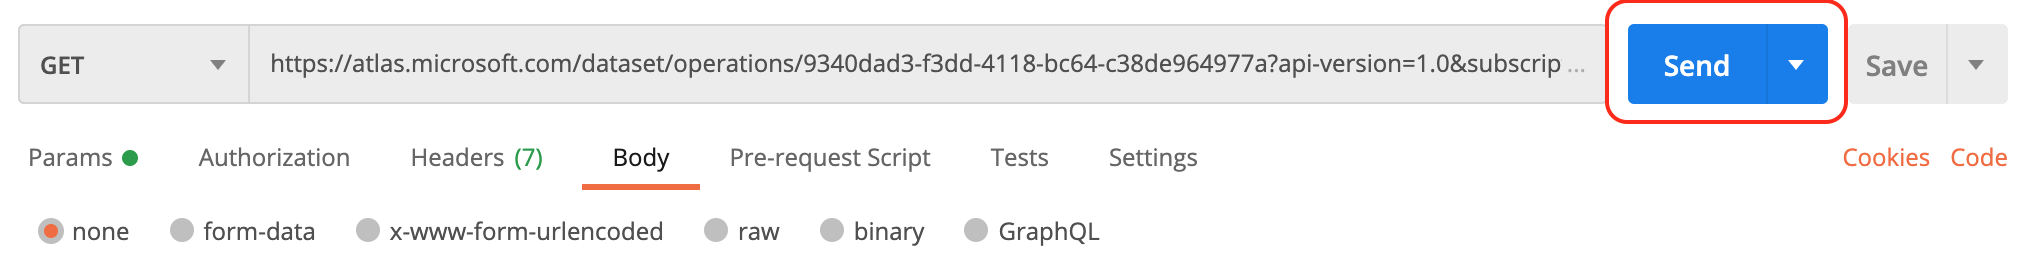 GET https://atlas.microsoft.com/dataset/operations/9340dad3-f3dd-4118-bc64-c38de964977a?api-version=1.0&subscrip ... Send Save
Params Authorization Headers (7) Body Pre-request Script Tests Settings Cookies Code
none form-data x-www-form-urlencoded raw binary GraphQL